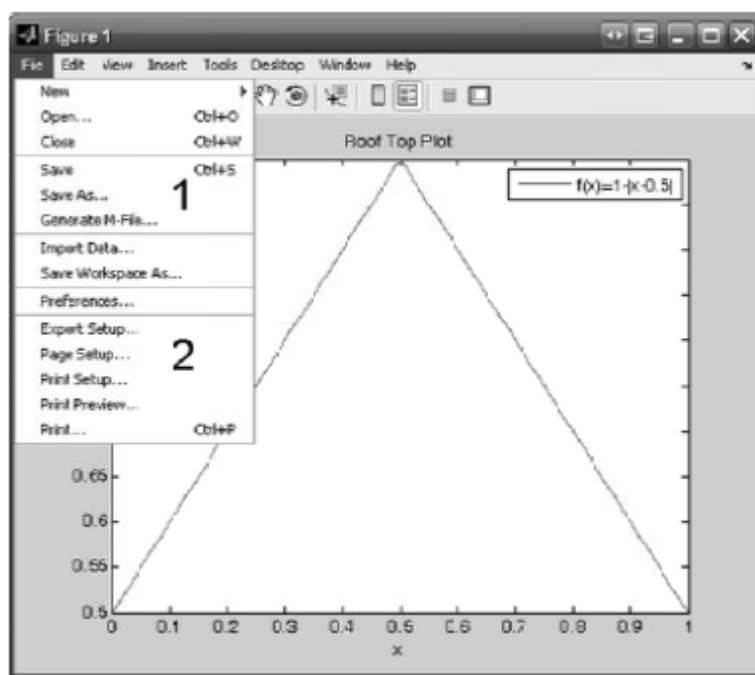 Figure 1
File Edit View Insert Tools Desktop Window Help
New
Open... Ctrl+O
Close Ctrl+W
Save Ctrl+S
Save As...
1
Generate M-File...
Import Data...
Save Workspace As...
Preferences...
Export Setup...
Page Setup...
2
Print Setup...
Print Preview...
Print... Ctrl+P
Roof Top Plot
f(x)=1-|x-0.5|
0.65
0.6
0.55
0.5
0 0.1 0.2 0.3 0.4 0.5 0.6 0.7 0.8 0.9 1
x